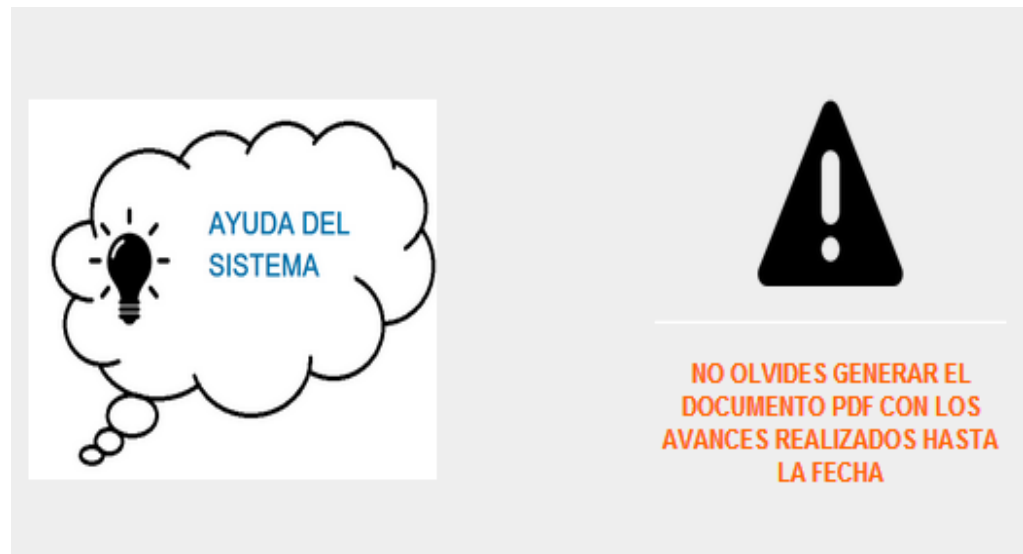 AYUDA DEL
SISTEMA
NO OLVIDES GENERAR EL
DOCUMENTO PDF CON LOS
AVANCES REALIZADOS HASTA
LA FECHA